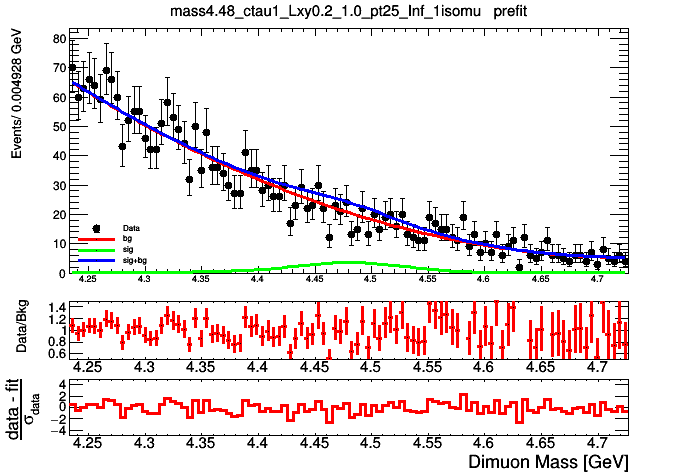 mass4.48_ctau1_Lxy0.2_1.0_pt25_Inf_1isomu prefit
Events/ 0.004928 GeV
80
70
60
50
40
30
20
10
0
Data
bg
sig
sig+bg
4.25 4.3 4.35 4.4 4.45 4.5 4.55 4.6 4.65 4.7
Data/Bkg
1.4
1.2
1
0.8
0.6
4.25 4.3 4.35 4.4 4.45 4.5 4.55 4.6 4.65 4.7
data - fit
σdata
4
2
0
−2
−4
4.25 4.3 4.35 4.4 4.45 4.5 4.55 4.6 4.65 4.7
Dimuon Mass [GeV]